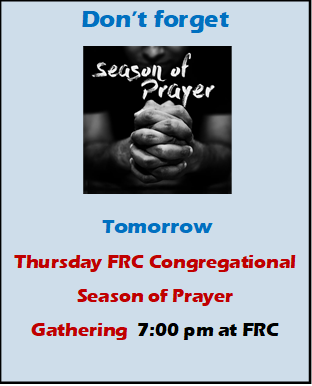 Don't forget
Season of
Prayer
Tomorrow
Thursday FRC Congregational
Season of Prayer
Gathering 7:00 pm at FRC